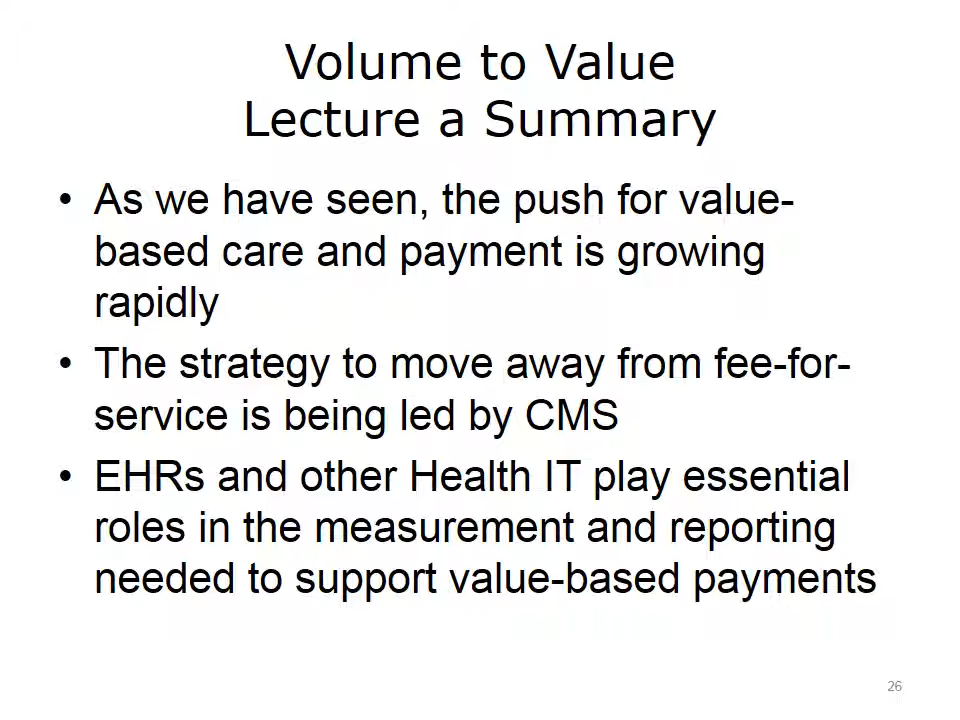 Volume to Value
Lecture a Summary
• As we have seen, the push for value-
based care and payment is growing
rapidly
• The strategy to move away from fee-for-
service is being led by CMS
• EHRs and other Health IT play essential
roles in the measurement and reporting
needed to support value-based payments
26